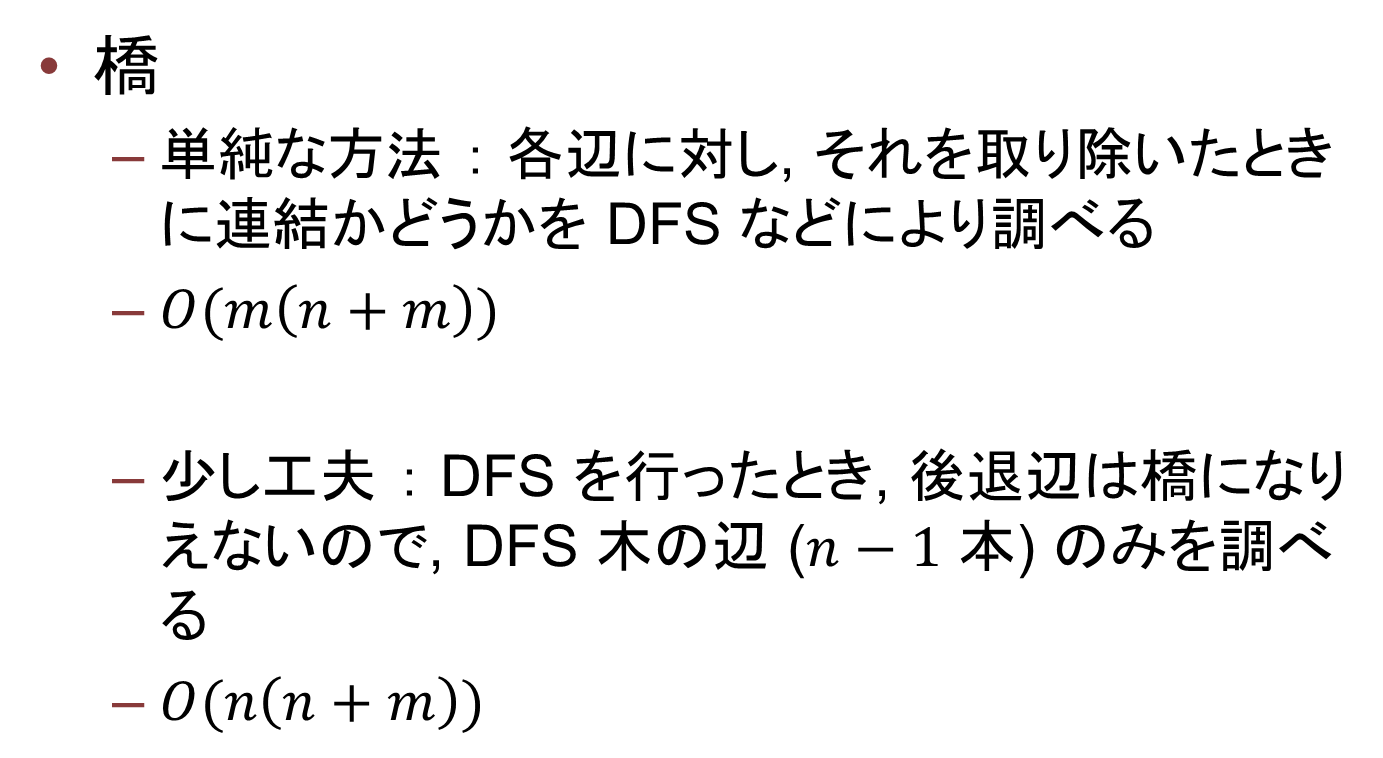 • 橋
– 単純な方法 : 各辺に対し, それを取り除いたとき
に連結かどうかを DFS などにより調べる
– 𝑂(𝑚(𝑛 + 𝑚))
– 少し工夫 : DFS を行ったとき, 後退辺は橋になり
えないので, DFS 木の辺 (𝑛 − 1 本) のみを調べ
る
– 𝑂(𝑛(𝑛 + 𝑚))